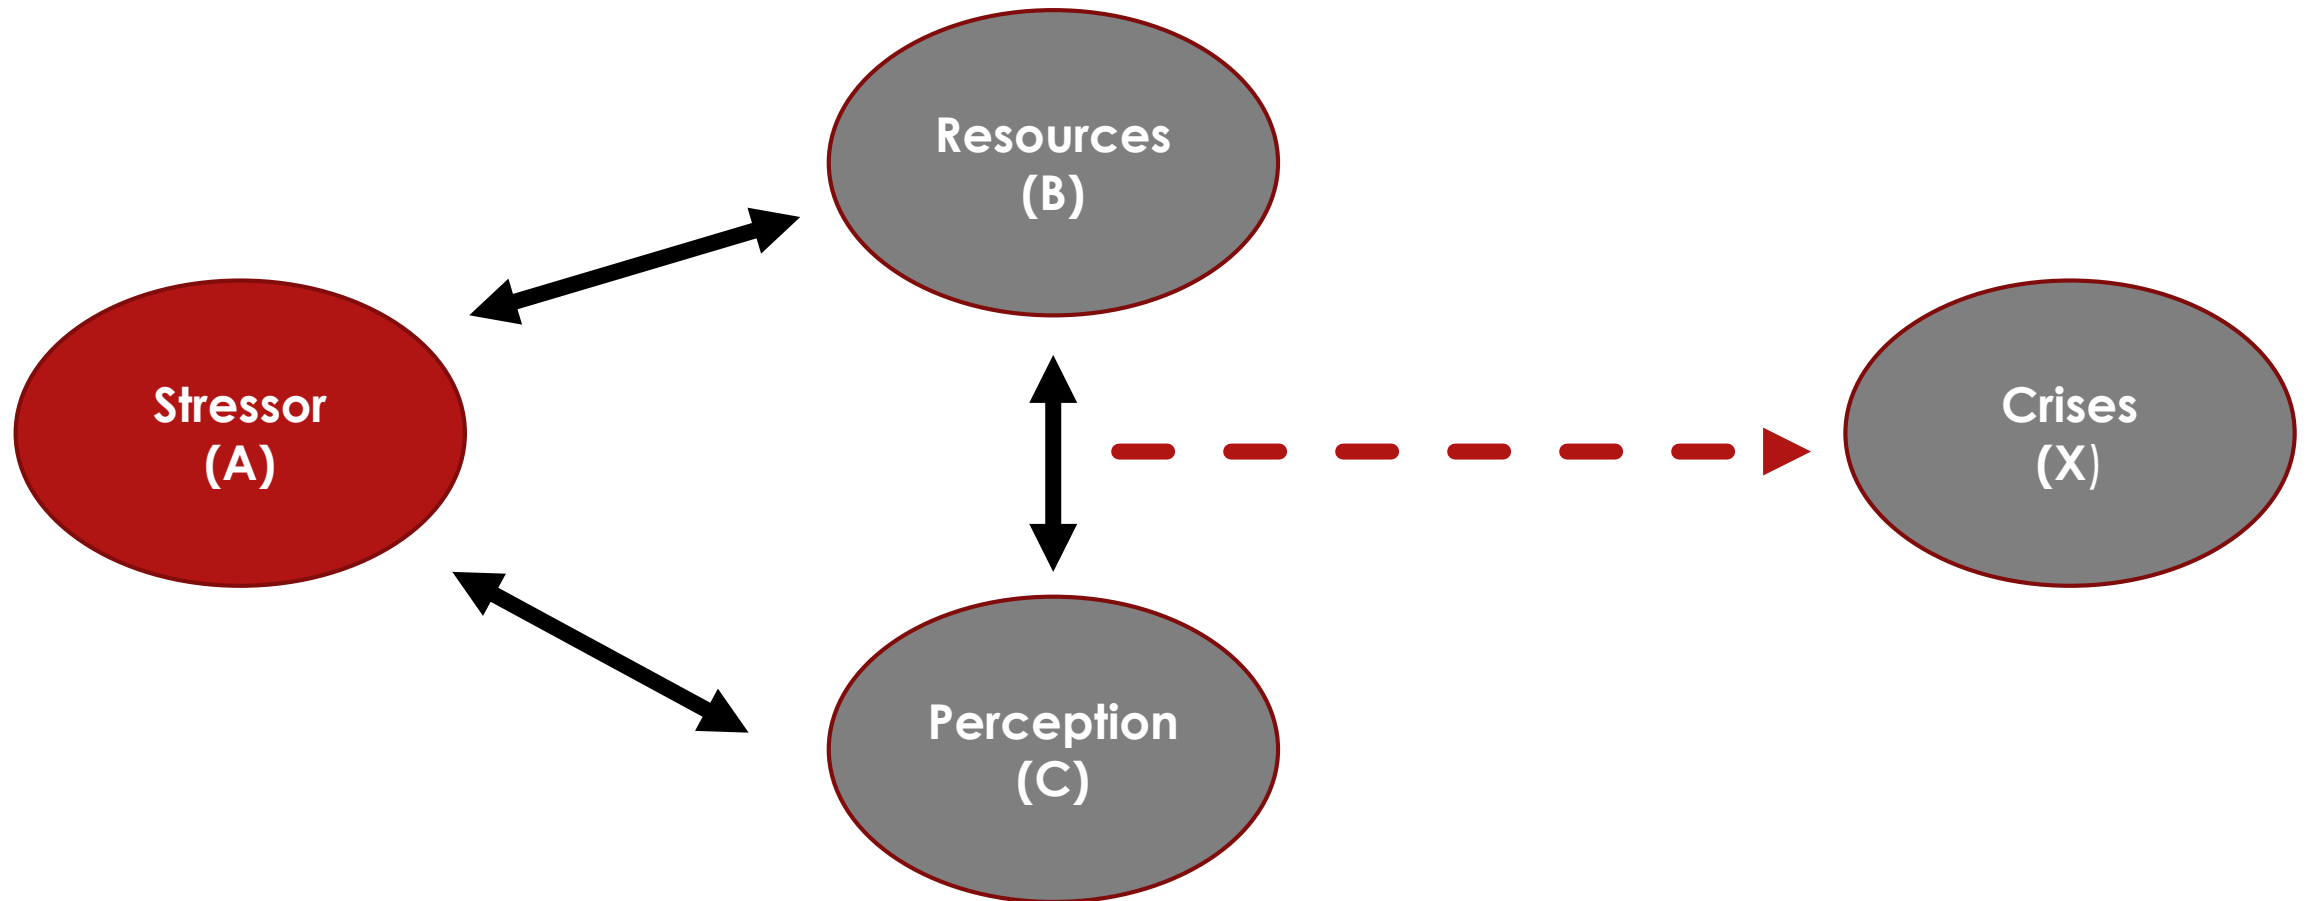 Resources
(B)
Stressor
(A)
Crises
(X)
Perception
(C)